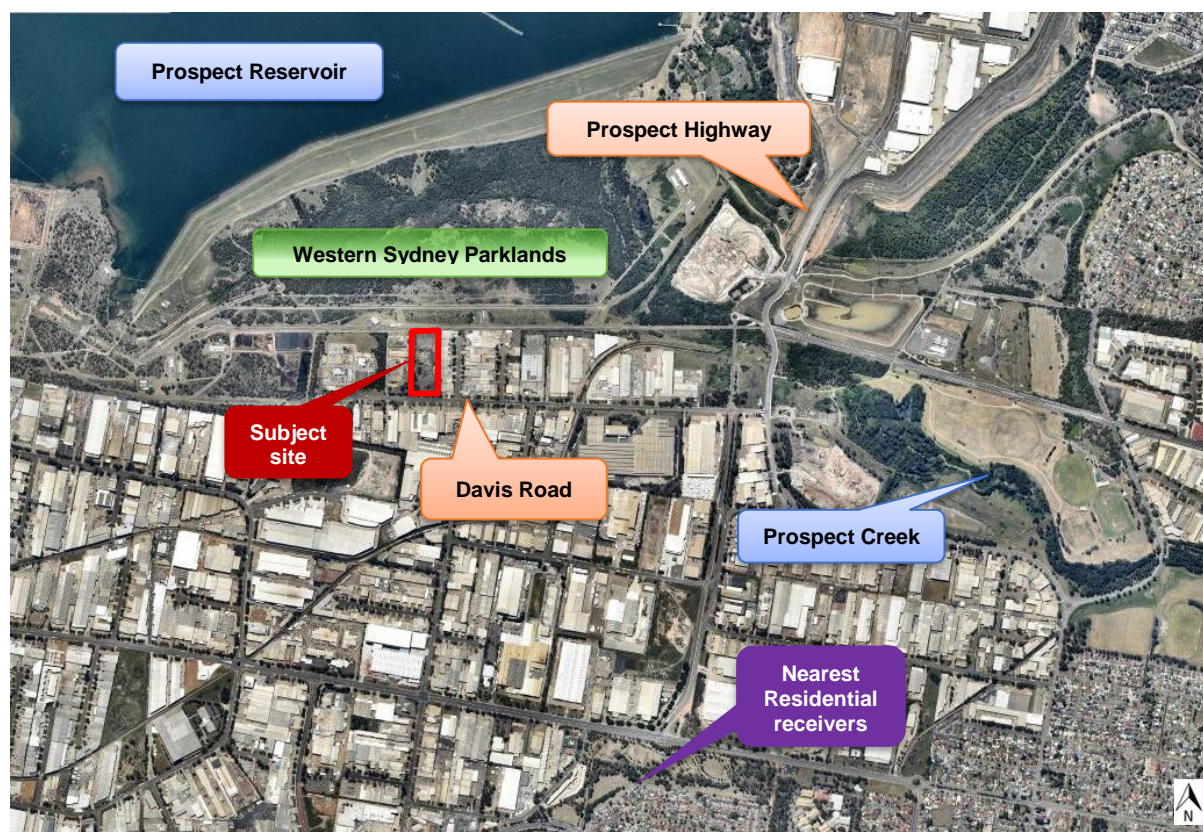 Prospect Reservoir
Prospect Highway
Western Sydney Parklands
Subject
site
Davis Road
Prospect Creek
Nearest
Residential
receivers
N